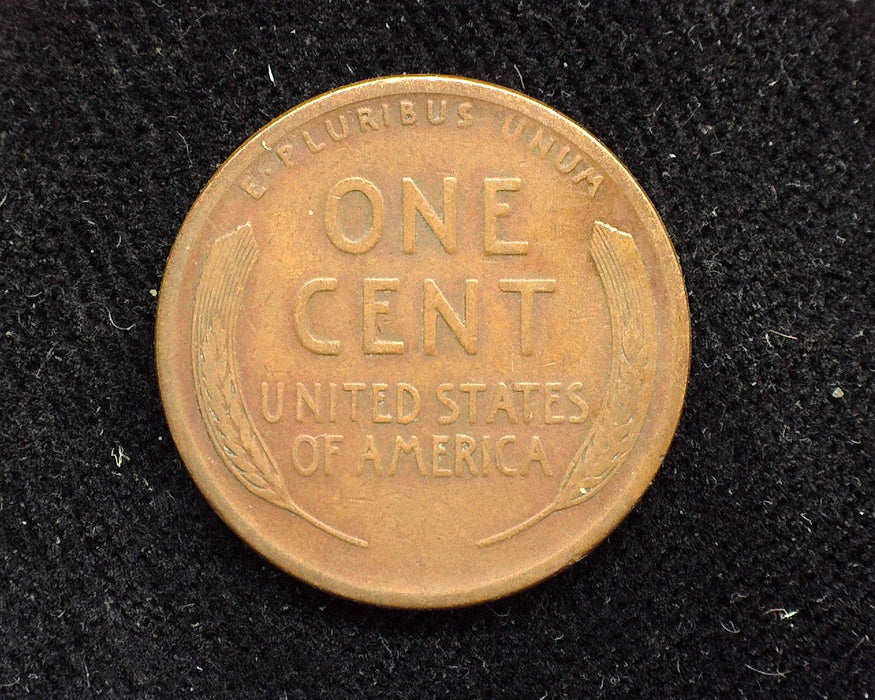 E·PLURIBUS UNUM
ONE
CENT
UNITED STATES
OF AMERICA